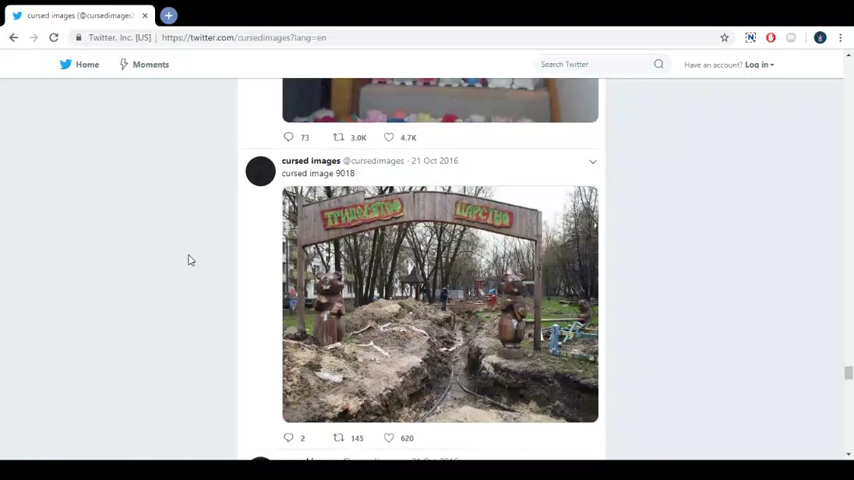 cursed images (@cursedimages)
Twitter, Inc. [US] https://twitter.com/cursedimages?lang=en
Home Moments Search Twitter Have an account? Log in
73 3.0K 4.7K
cursed images @cursedimages · 21 Oct 2016
cursed image 9018
ТРИДЕВЯТОЕ ЦАРСТВО
2 145 620